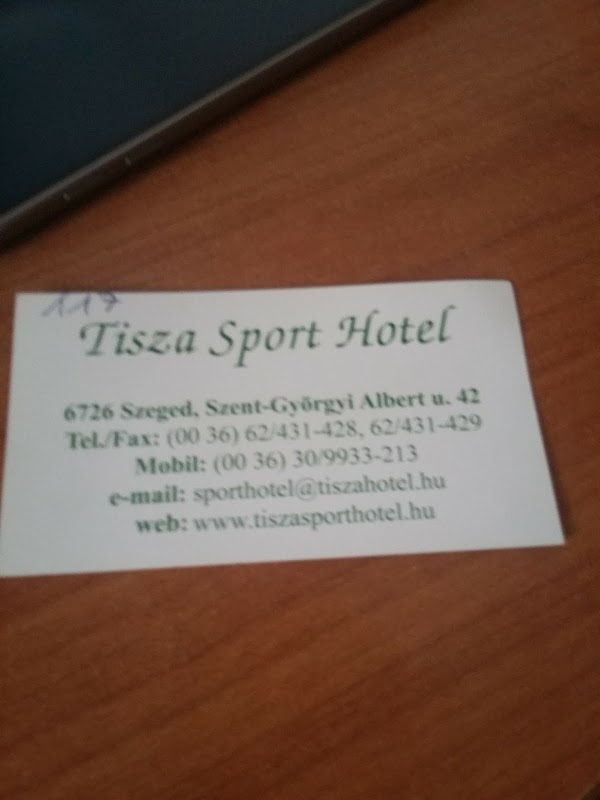 117
Tisza Sport Hotel
6726 Szeged, Szent-Györgyi Albert u. 42
Tel./Fax: (00 36) 62/431-428, 62/431-429
Mobil: (00 36) 30/9933-213
e-mail: sporthotel@tiszahotel.hu
web: www.tiszasporthotel.hu